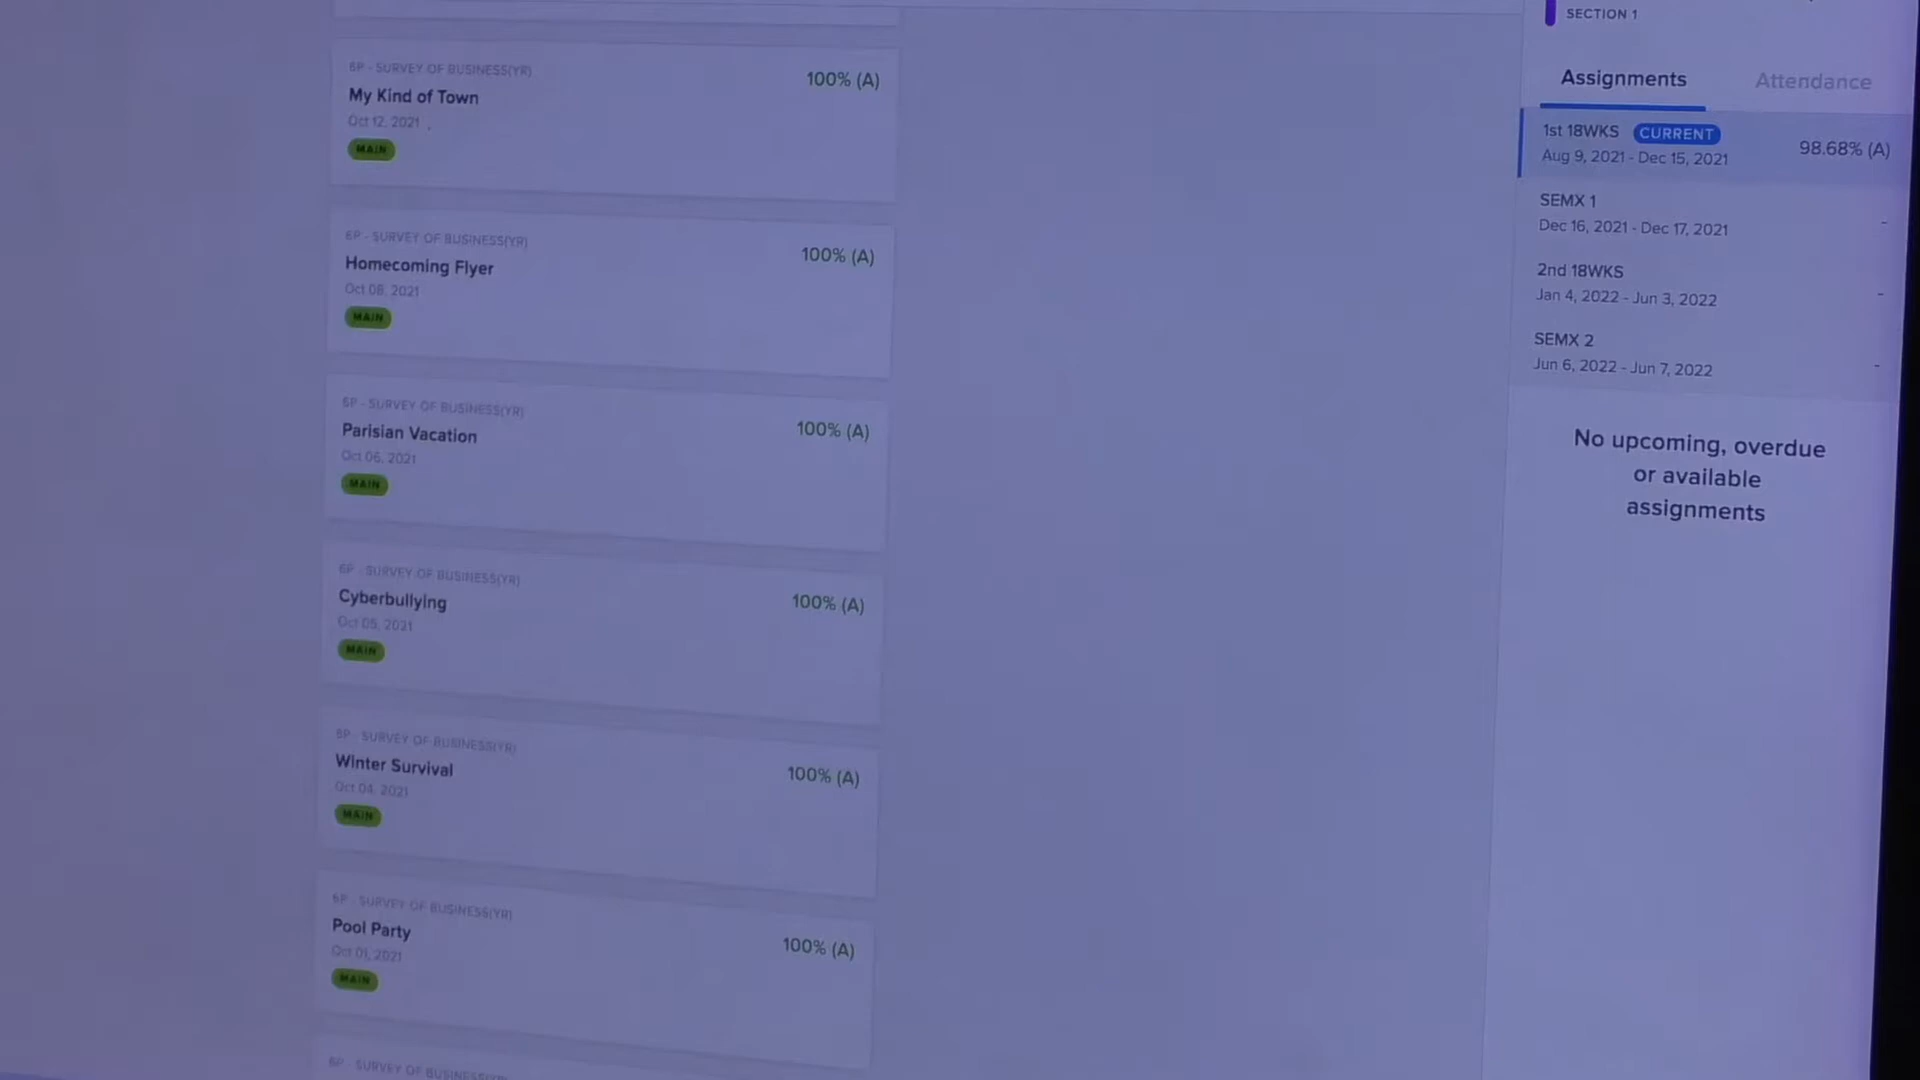 6P - SURVEY OF BUSINESS(YR)
My Kind of Town
100% (A)
Oct 12, 2021
MAIN
6P - SURVEY OF BUSINESS(YR)
Homecoming Flyer
100% (A)
Oct 08, 2021
MAIN
6P - SURVEY OF BUSINESS(YR)
Parisian Vacation
100% (A)
Oct 06, 2021
MAIN
6P - SURVEY OF BUSINESS(YR)
Cyberbullying
100% (A)
Oct 05, 2021
MAIN
6P - SURVEY OF BUSINESS(YR)
Winter Survival
100% (A)
Oct 04, 2021
MAIN
6P - SURVEY OF BUSINESS(YR)
Pool Party
100% (A)
Oct 01, 2021
MAIN
6P - SURVEY OF BUSINESS(YR)
SECTION 1
Assignments Attendance
1st 18WKS CURRENT
Aug 9, 2021 - Dec 15, 2021
98.68% (A)
SEMX 1
Dec 16, 2021 - Dec 17, 2021
-
2nd 18WKS
Jan 4, 2022 - Jun 3, 2022
-
SEMX 2
Jun 6, 2022 - Jun 7, 2022
-
No upcoming, overdue
or available
assignments